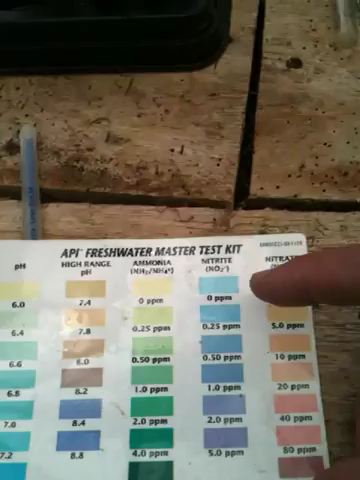 API® FRESHWATER MASTER TEST KIT
pH HIGH RANGE pH AMMONIA (NH₃/NH₄⁺) NITRITE (NO₂⁻)
6.0 7.4 0 ppm 0 ppm
6.4 7.8 0.25 ppm 0.25 ppm 5.0 ppm
6.6 8.0 0.50 ppm 0.50 ppm 10 ppm
6.8 8.2 1.0 ppm 1.0 ppm 20 ppm
7.0 8.4 2.0 ppm 2.0 ppm 40 ppm
7.2 8.8 4.0 ppm 5.0 ppm 80 ppm